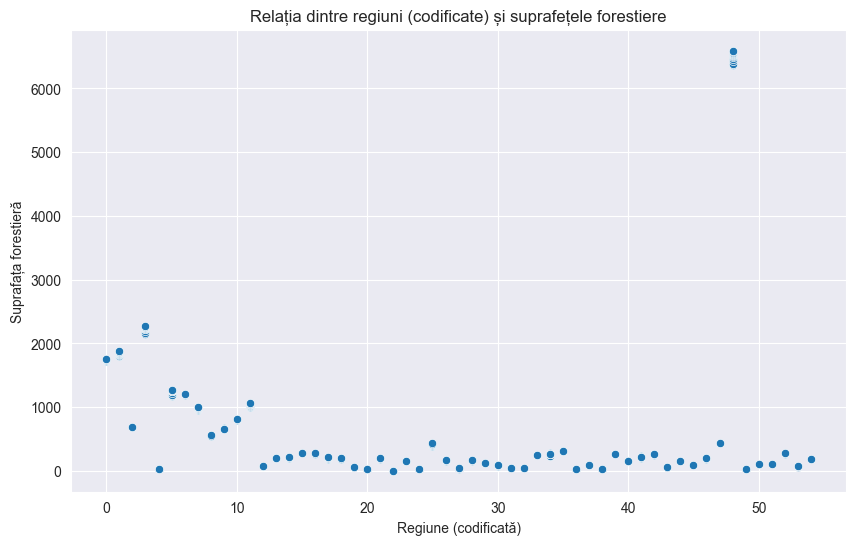 Relația dintre regiuni (codificate) și suprafețele forestiere
6000
5000
4000
3000
2000
1000
0
Suprafața forestieră
0 10 20 30 40 50
Regiune (codificată)